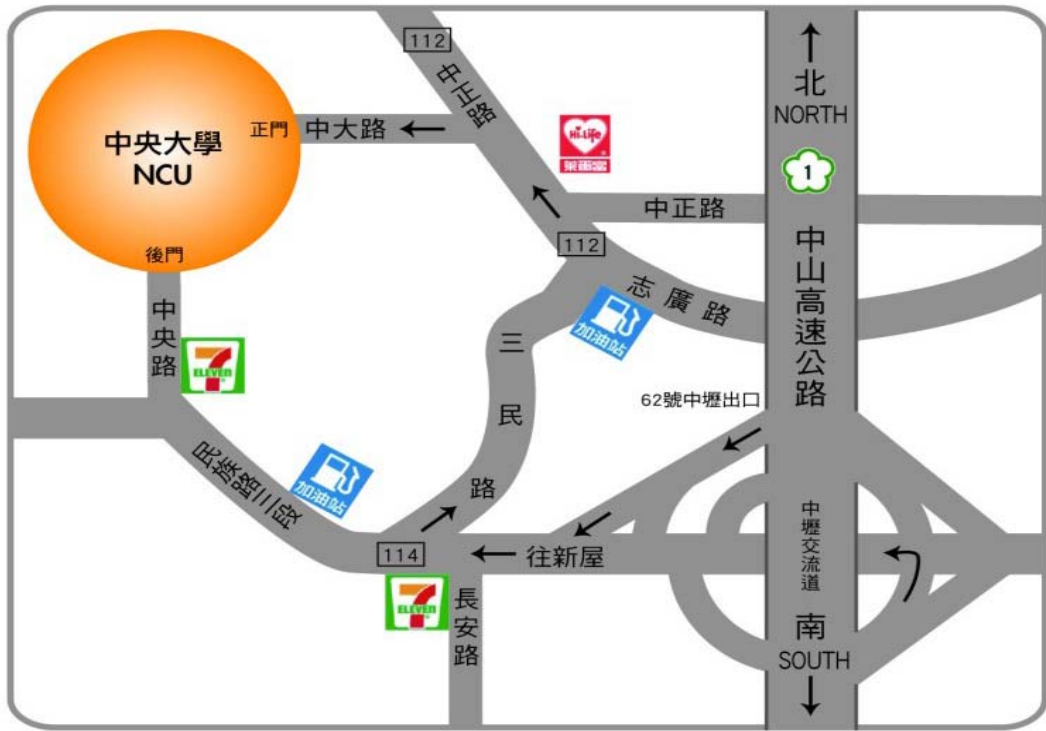 112
中正路
北
NORTH
中央大學
NCU
正門
中大路
Hi-Life
萊爾富
1
中正路
112
後門
中山高速公路
志廣路
加油站
中央路
7
ELEVEN
三民路
62號中壢出口
民族路三段
加油站
中壢交流道
114
往新屋
7
ELEVEN
長安路
南
SOUTH